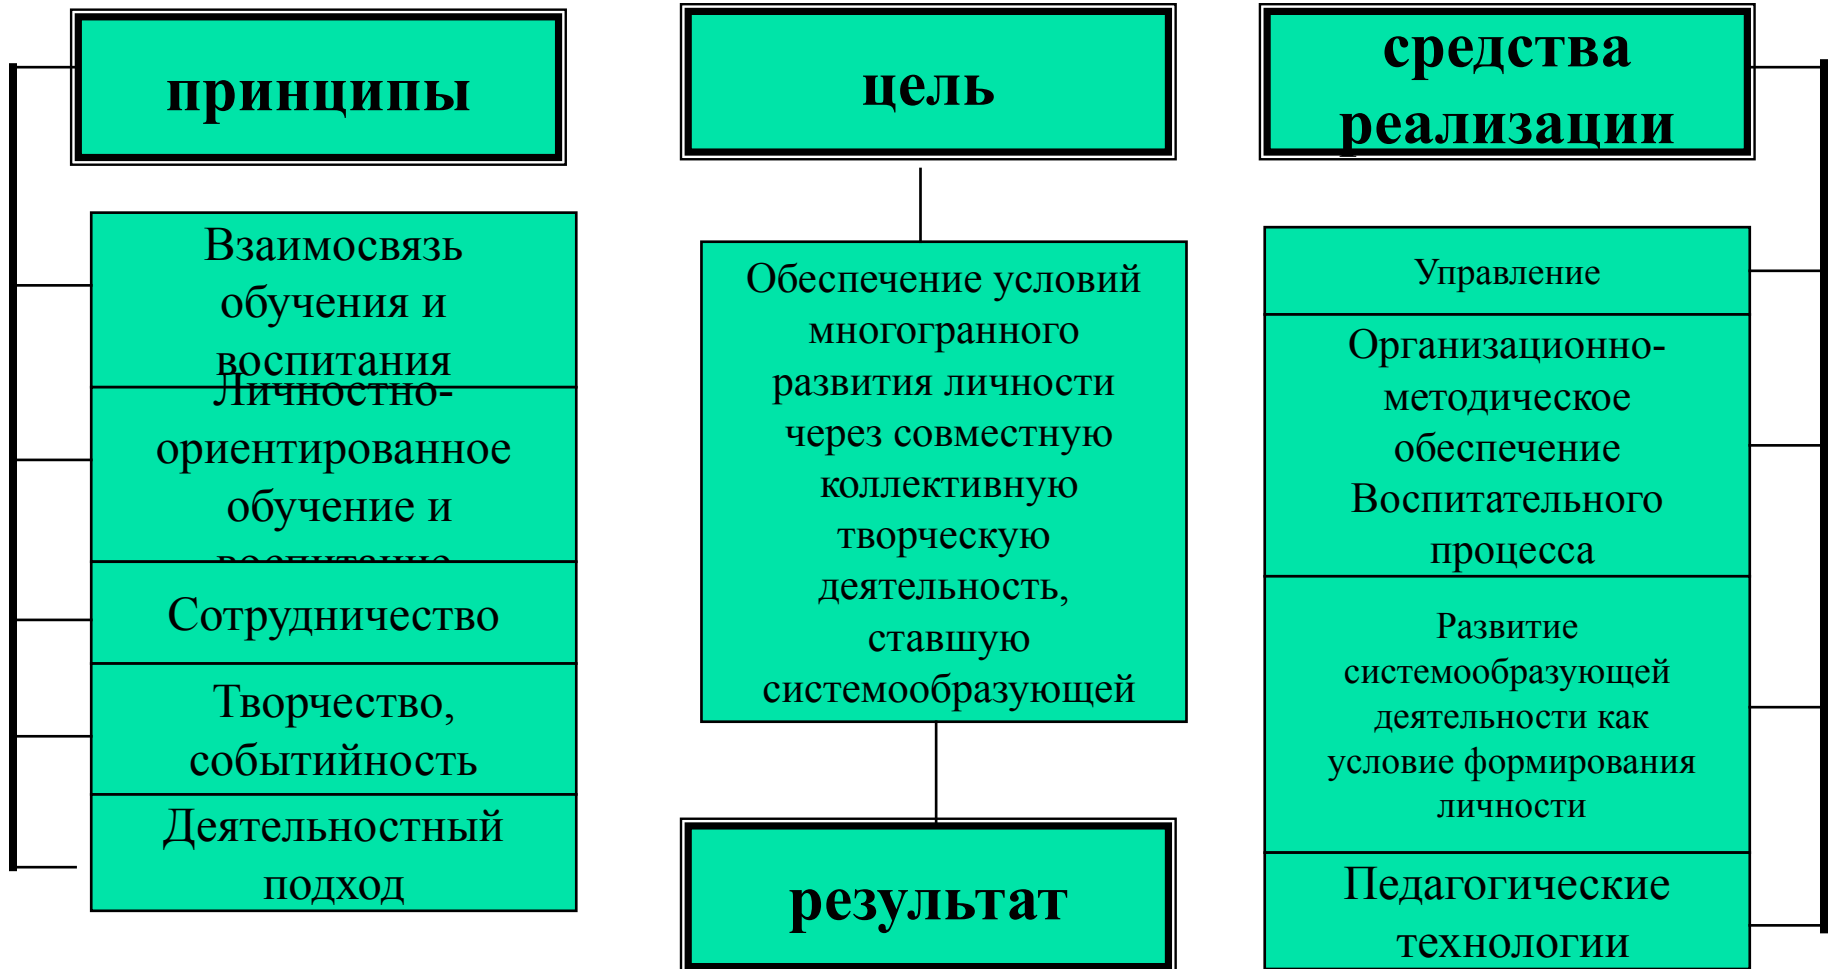 принципы
Взаимосвязь
обучения и
воспитания
Личностно-
ориентированное
обучение и
воспитание
Сотрудничество
Творчество,
событийность
Деятельностный
подход
цель
Обеспечение условий
многогранного
развития личности
через совместную
коллективную
творческую
деятельность,
ставшую
системообразующей
результат
средства
реализации
Управление
Организационно-
методическое
обеспечение
Воспитательного
процесса
Развитие
системообразующей
деятельности как
условие формирования
личности
Педагогические
технологии